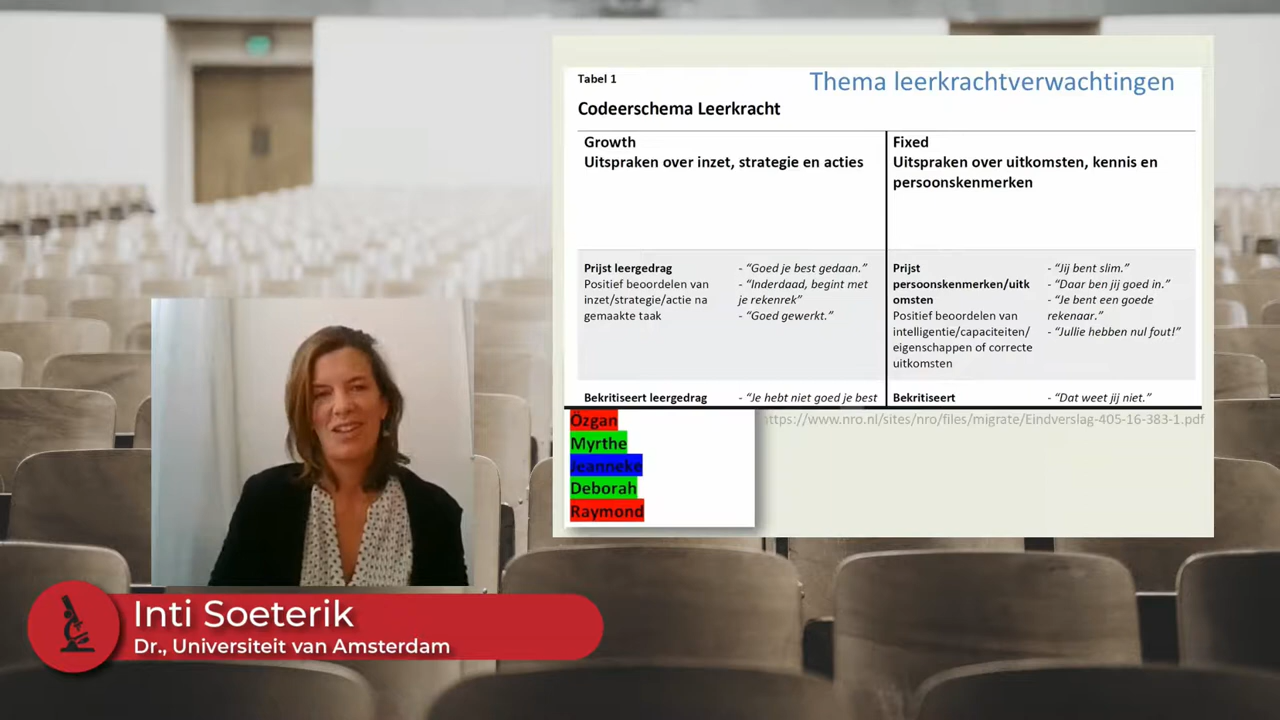 Tabel 1
Thema leerkrachtverwachtingen
Codeerschema Leerkracht
Growth
Uitspraken over inzet, strategie en acties
Fixed
Uitspraken over uitkomsten, kennis en
persoonskenmerken
Prijst leergedrag
Positief beoordelen van
inzet/strategie/actie na
gemaakte taak
- “Goed je best gedaan.”
- “Inderdaad, begint met
je rekenrek”
- “Goed gewerkt.”
Prijst
persoonskenmerken/uitk
omsten
Positief beoordelen van
intelligentie/capaciteiten/
eigenschappen of correcte
uitkomsten
- “Jij bent slim.”
- “Daar ben jij goed in.”
- “Je bent een goede
rekenaar.”
- “Jullie hebben nul fout!”
Bekritiseert leergedrag
- “Je hebt niet goed je best
Bekritiseert
- “Dat weet jij niet.”
Özgan
Myrthe
Jeanneke
Deborah
Raymond
https://www.nro.nl/sites/nro/files/migrate/Eindverslag-405-16-383-1.pdf
Inti Soeterik
Dr., Universiteit van Amsterdam